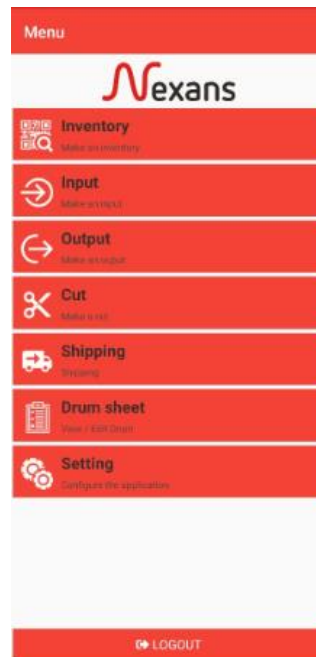 Menu
Nexans
Inventory
Make an inventory
Input
Make an input
Output
Make an output
Cut
Make a cut
Shipping
Shipping
Drum sheet
View / Edit Drum
Setting
Configure the application
LOGOUT